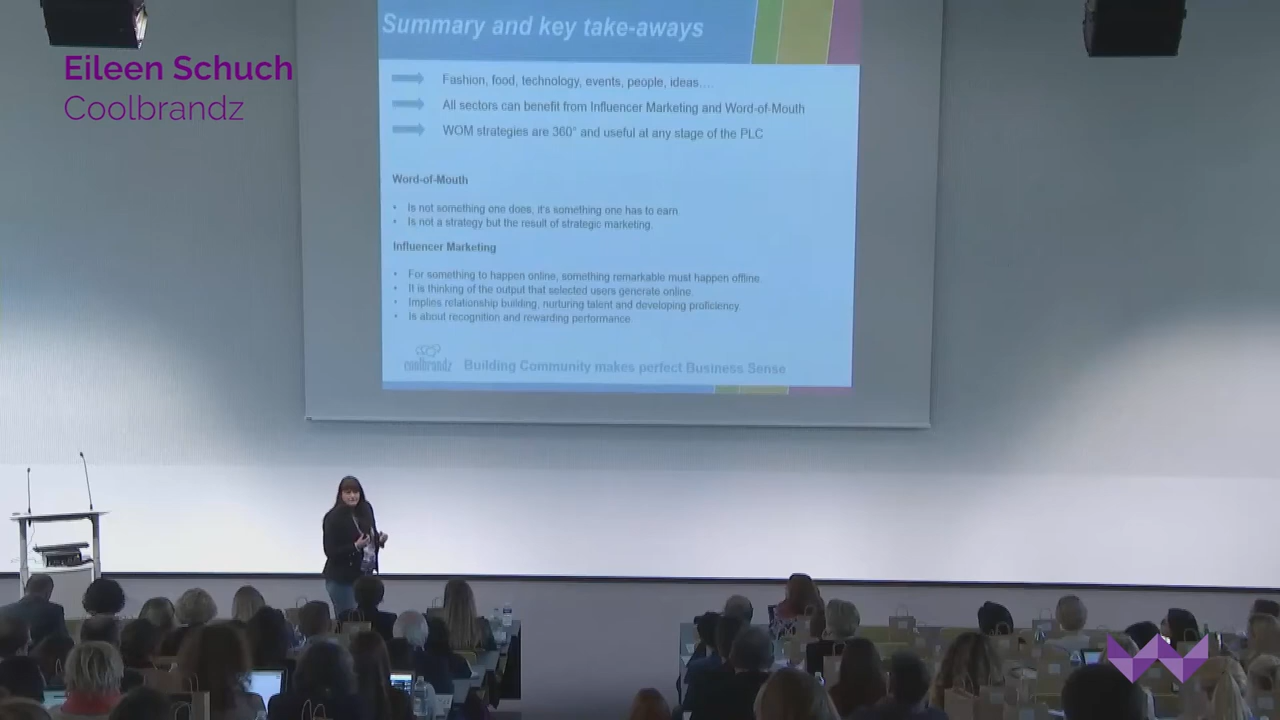 Summary and key take-aways
Eileen Schuch
Coolbrandz
Fashion, food, technology, events, people, ideas....
All sectors can benefit from Influencer Marketing and Word-of-Mouth
WOM strategies are 360° and useful at any stage of the PLC
Word-of-Mouth
• Is not something one does, it's something one has to earn
• Is not a strategy but the result of strategic marketing.
Influencer Marketing
• For something to happen online, something remarkable must happen offline
• It is thinking of the output that selected users generate online.
• Implies relationship building, nurturing talent and developing proficiency.
• Is about recognition and rewarding performance
coolbrandz Building Community makes perfect Business Sense